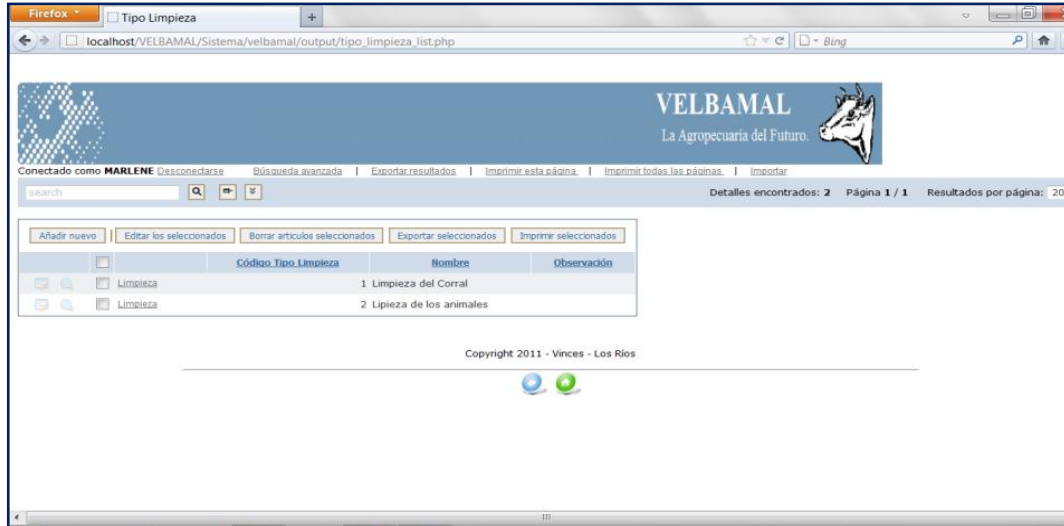 Firefox
Tipo Limpieza
localhost/VELBAMAL/Sistema/velbamal/output/tipo_limpieza_list.php
Bing
VELBAMAL
La Agropecuaria del Futuro.
Conectado como MARLENE Desconectarse Búsqueda avanzada | Exportar resultados | Imprimir esta página | Imprimir todas las páginas | Importar
search Detalles encontrados: 2 Página 1 / 1 Resultados por página: 20
Añadir nuevo | Editar los seleccionados Borrar articulos seleccionados Exportar seleccionados Imprimir seleccionados
Código Tipo Limpieza Nombre Observación
Limpieza 1 Limpieza del Corral
Limpieza 2 Lipieza de los animales
Copyright 2011 - Vinces - Los Ríos